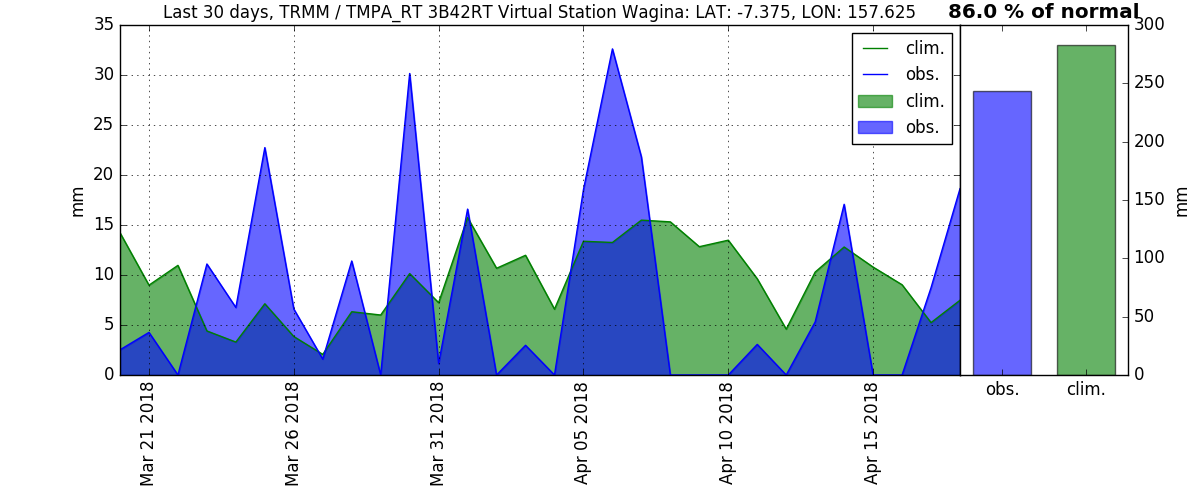 Last 30 days, TRMM / TMPA_RT 3B42RT Virtual Station Wagina: LAT: -7.375, LON: 157.625
86.0 % of normal
35
30
25
20
15
10
5
0
mm
clim.
obs.
clim.
obs.
300
250
200
150
100
50
0
mm
obs.
clim.
Mar 21 2018
Mar 26 2018
Mar 31 2018
Apr 05 2018
Apr 10 2018
Apr 15 2018